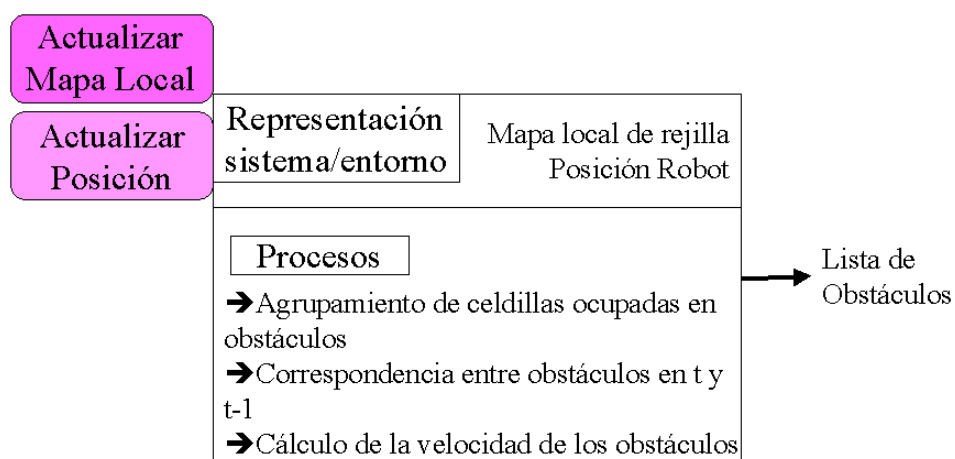 Actualizar
Mapa Local
Actualizar
Posición
Representación
sistema/entorno
Mapa local de rejilla
Posición Robot
Procesos
➔Agrupamiento de celdillas ocupadas en
obstáculos
➔Correspondencia entre obstáculos en t y
t-1
➔Cálculo de la velocidad de los obstáculos
Lista de
Obstáculos